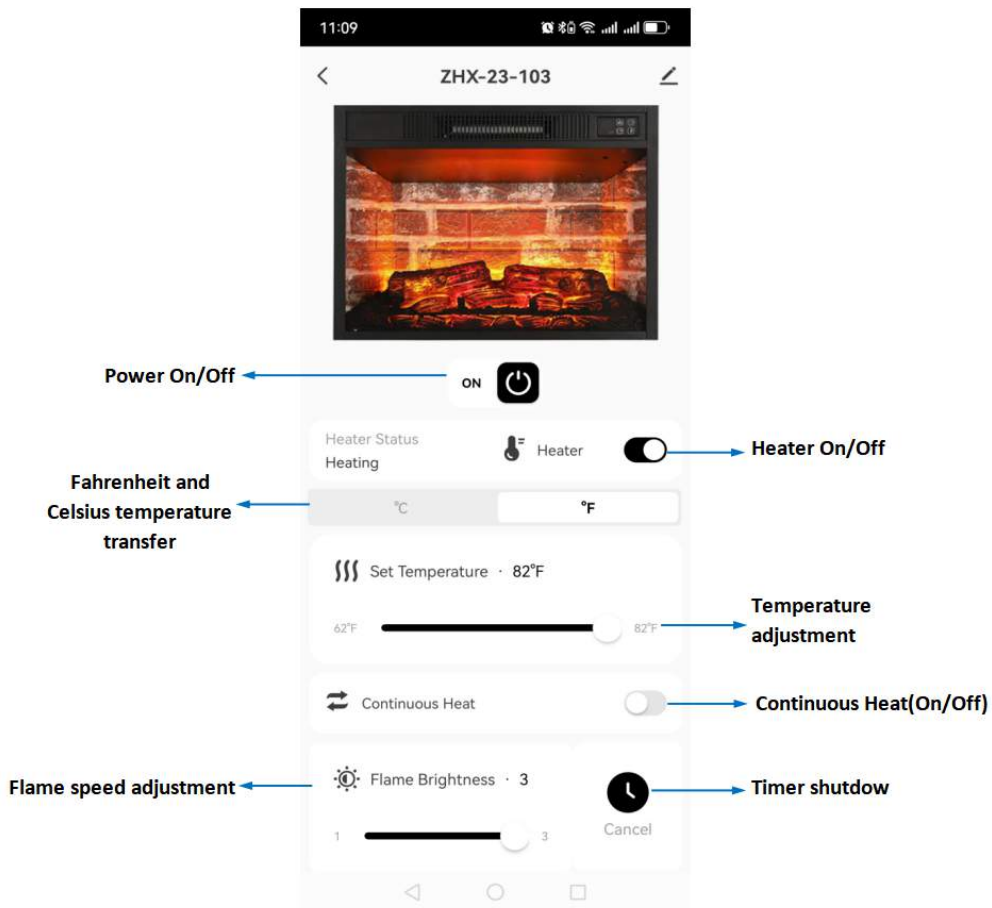 11:09
ZHX-23-103
Power On/Off
ON
Heater Status
Heating
Heater
Heater On/Off
Fahrenheit and
Celsius temperature
transfer
°C
°F
Set Temperature · 82°F
62°F
82°F
Temperature
adjustment
Continuous Heat
Continuous Heat(On/Off)
Flame speed adjustment
Flame Brightness · 3
1
3
Cancel
Timer shutdow